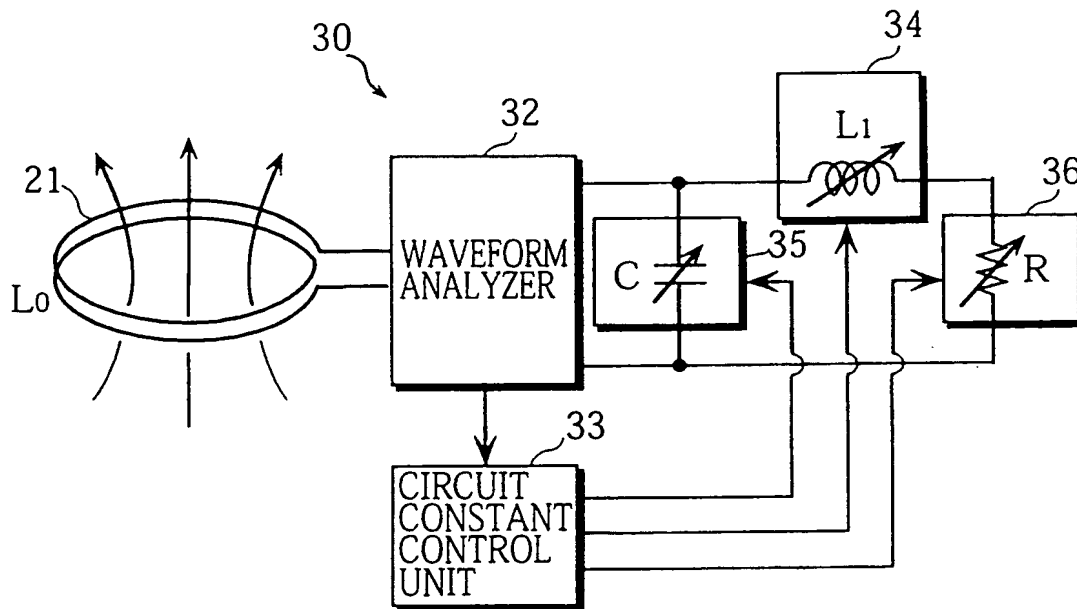 30
34
32
L1
21
36
WAVEFORM
ANALYZER
35
C
R
L0
33
CIRCUIT
CONSTANT
CONTROL
UNIT